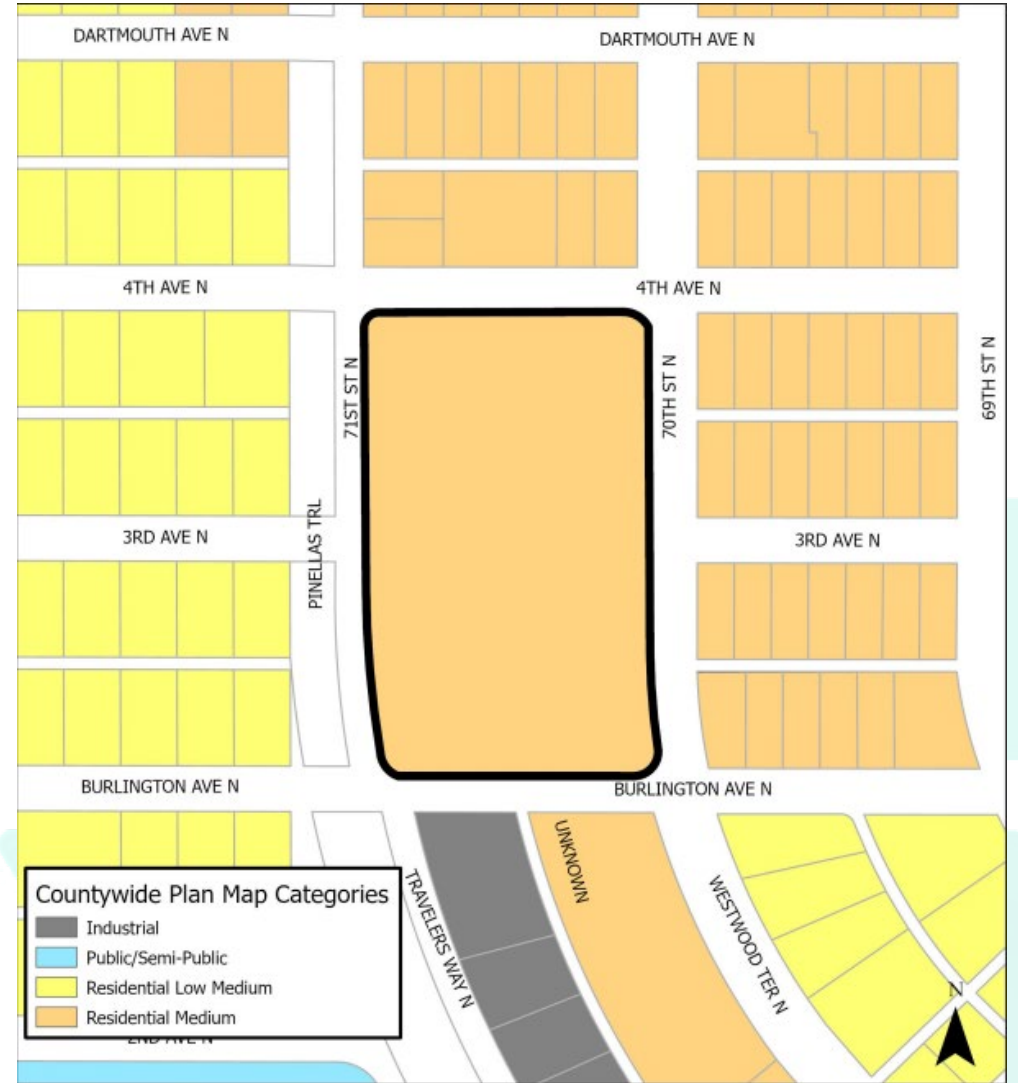 DARTMOUTH AVE N
DARTMOUTH AVE N
4TH AVE N
4TH AVE N
71ST ST N
70TH ST N
69TH ST N
PINELLAS TRL
3RD AVE N
3RD AVE N
BURLINGTON AVE N
BURLINGTON AVE N
UNKNOWN
TRAVELERS WAY N
WESTWOOD TER N
Countywide Plan Map Categories
Industrial
Public/Semi-Public
Residential Low Medium
Residential Medium
2ND AVE N
N